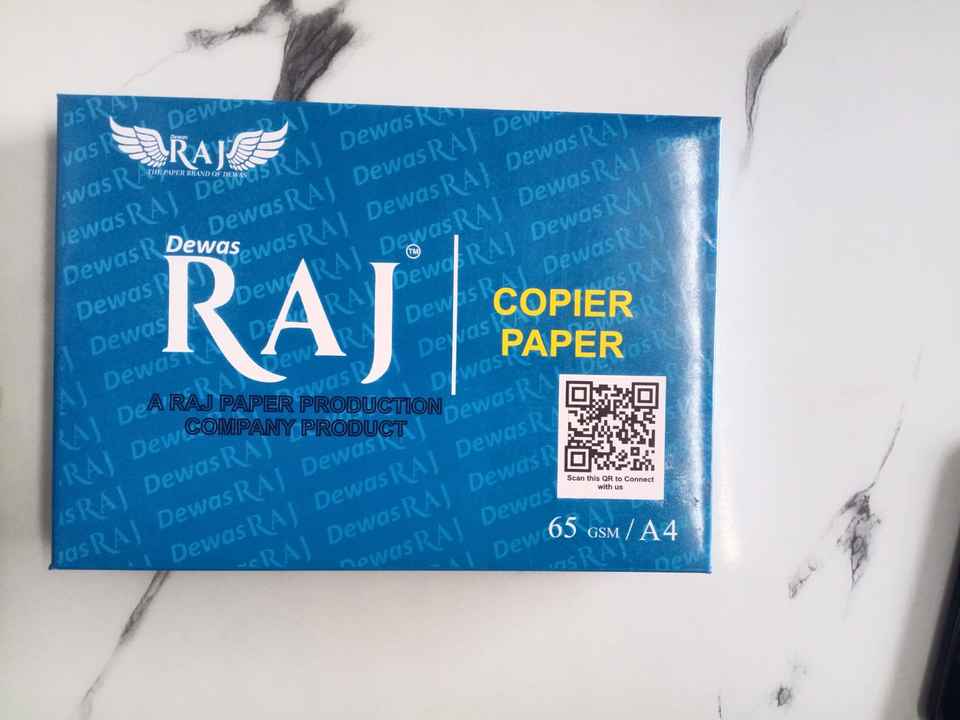 Dewas
RAJ
THE PAPER BRAND OF DEWAS
Dewas
RAJ
TM
COPIER
PAPER
A RAJ PAPER PRODUCTION
COMPANY PRODUCT
Scan this QR to Connect
with us
65 GSM / A4